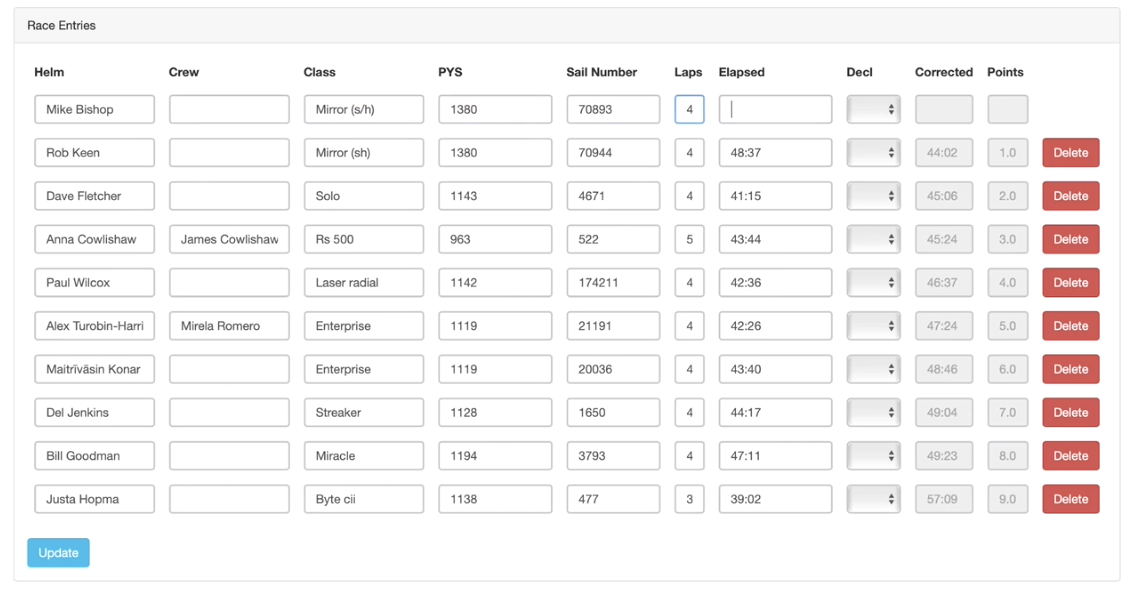 Race Entries
Helm Crew Class PYS Sail Number Laps Elapsed Decl Corrected Points
Mike Bishop Mirror (s/h) 1380 70893 4
Rob Keen Mirror (sh) 1380 70944 4 48:37 44:02 1.0 Delete
Dave Fletcher Solo 1143 4671 4 41:15 45:06 2.0 Delete
Anna Cowlishaw James Cowlishaw Rs 500 963 522 5 43:44 45:24 3.0 Delete
Paul Wilcox Laser radial 1142 174211 4 42:36 46:37 4.0 Delete
Alex Turobin-Harri Mirela Romero Enterprise 1119 21191 4 42:26 47:24 5.0 Delete
Maitrīvāsin Konar Enterprise 1119 20036 4 43:40 48:46 6.0 Delete
Del Jenkins Streaker 1128 1650 4 44:17 49:04 7.0 Delete
Bill Goodman Miracle 1194 3793 4 47:11 49:23 8.0 Delete
Justa Hopma Byte cii 1138 477 3 39:02 57:09 9.0 Delete
Update